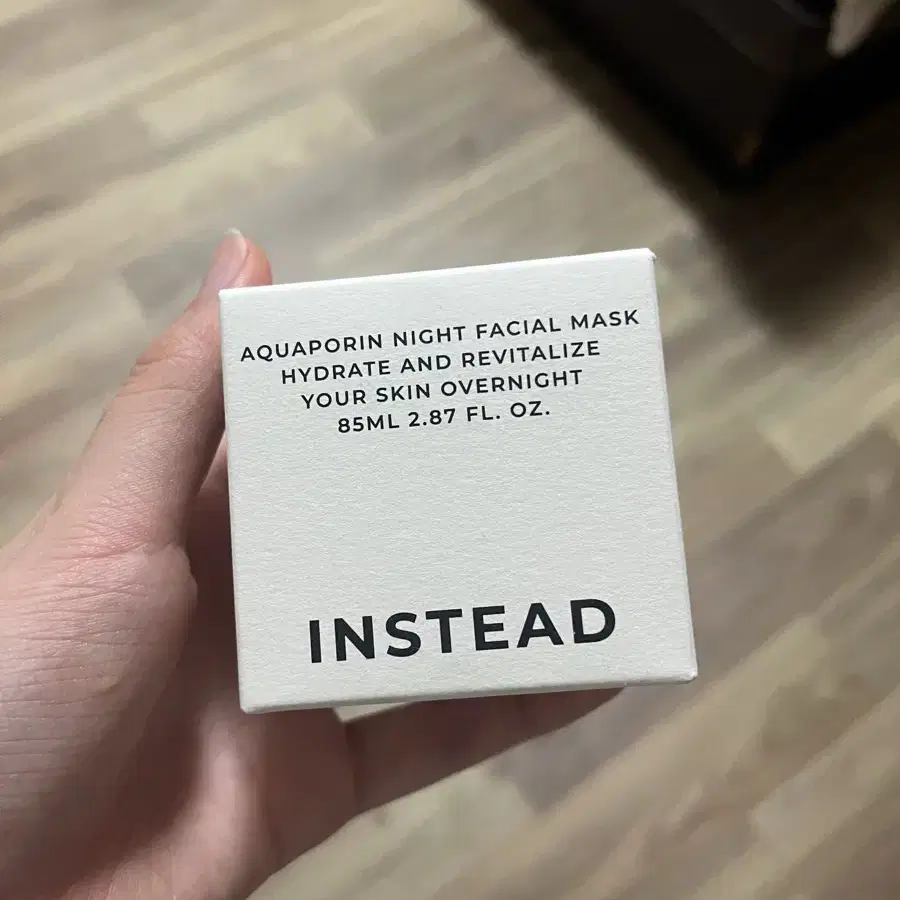 AQUAPORIN NIGHT FACIAL MASK
HYDRATE AND REVITALIZE
YOUR SKIN OVERNIGHT
85ML 2.87 FL. OZ.
INSTEAD